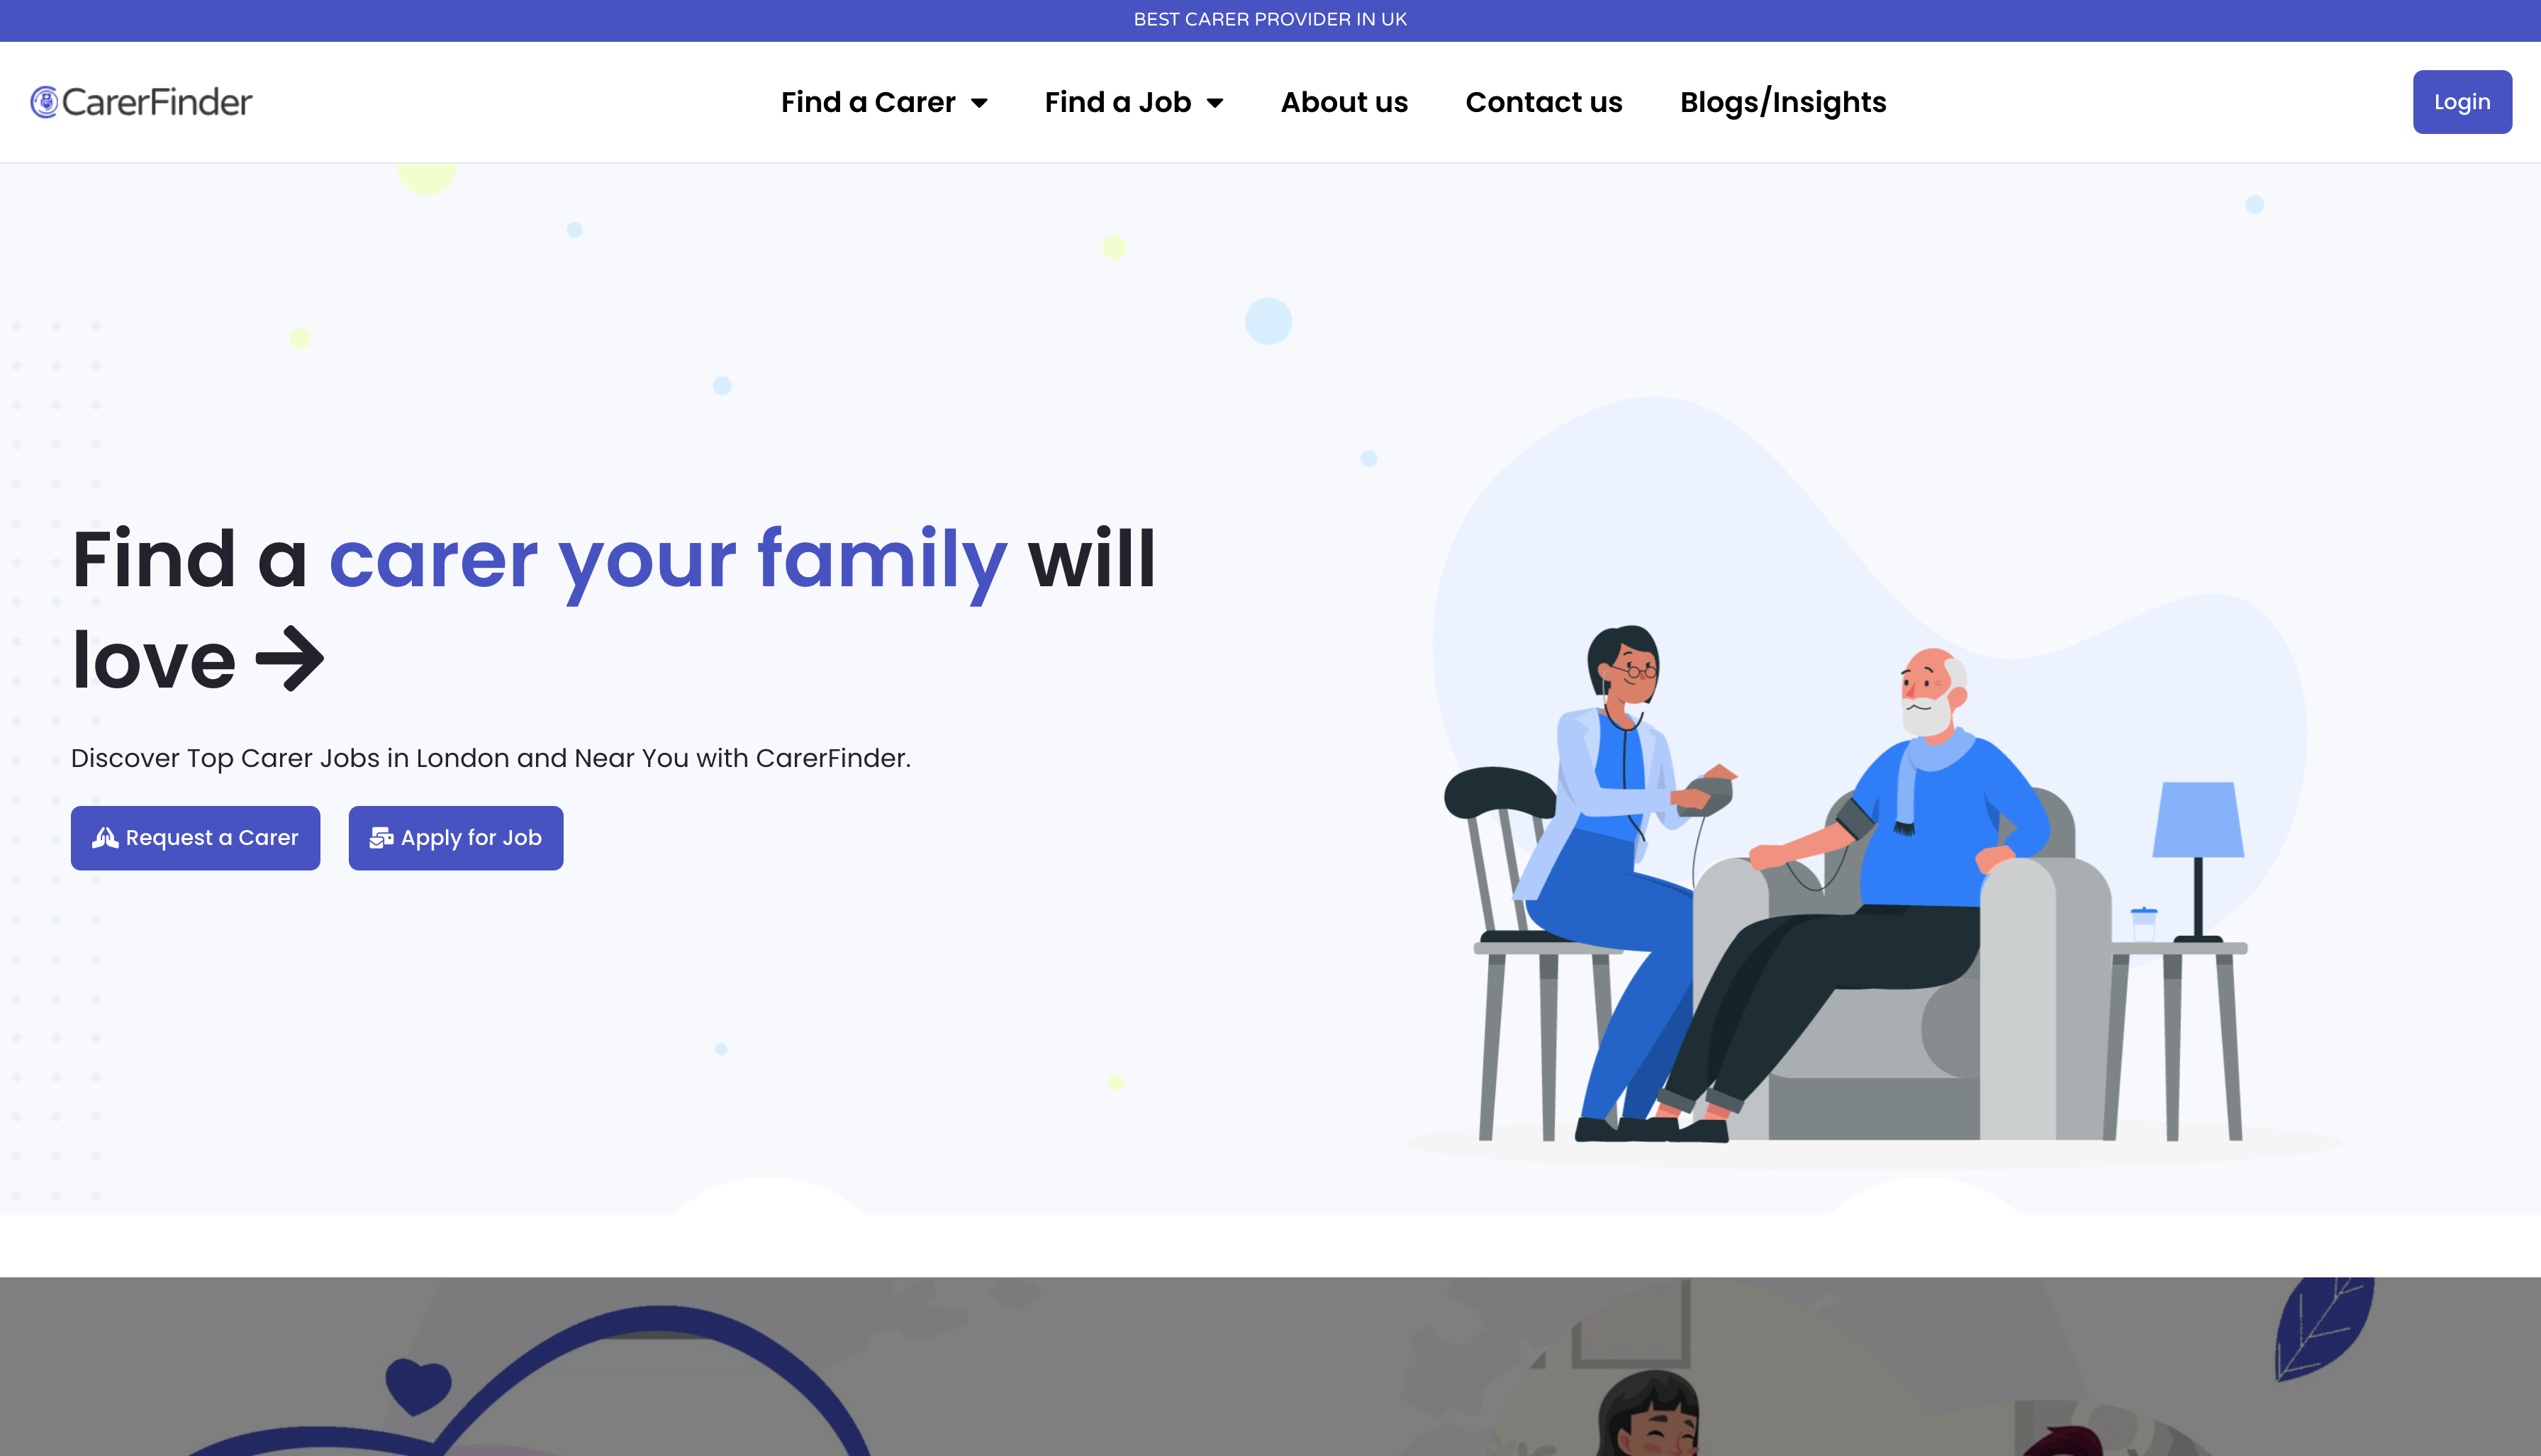 BEST CARER PROVIDER IN UK
CarerFinder
Find a Carer
Find a Job
About us
Contact us
Blogs/Insights
Login
Find a carer your family will
love
Discover Top Carer Jobs in London and Near You with CarerFinder.
Request a Carer
Apply for Job